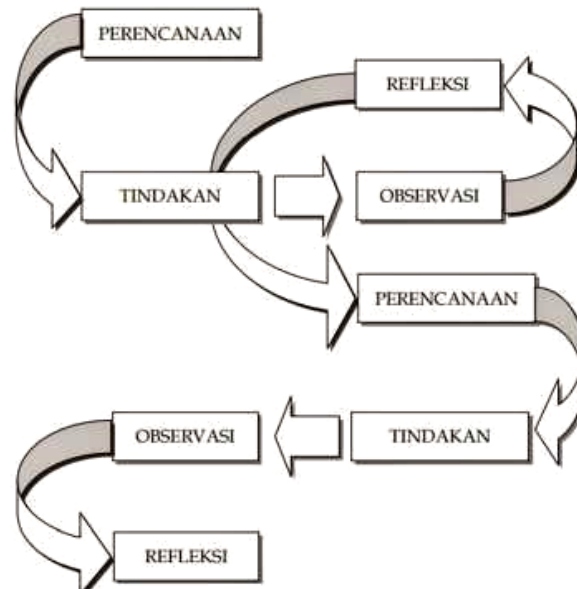 PERENCANAAN
REFLEKSI
TINDAKAN
OBSERVASI
PERENCANAAN
OBSERVASI
TINDAKAN
REFLEKSI